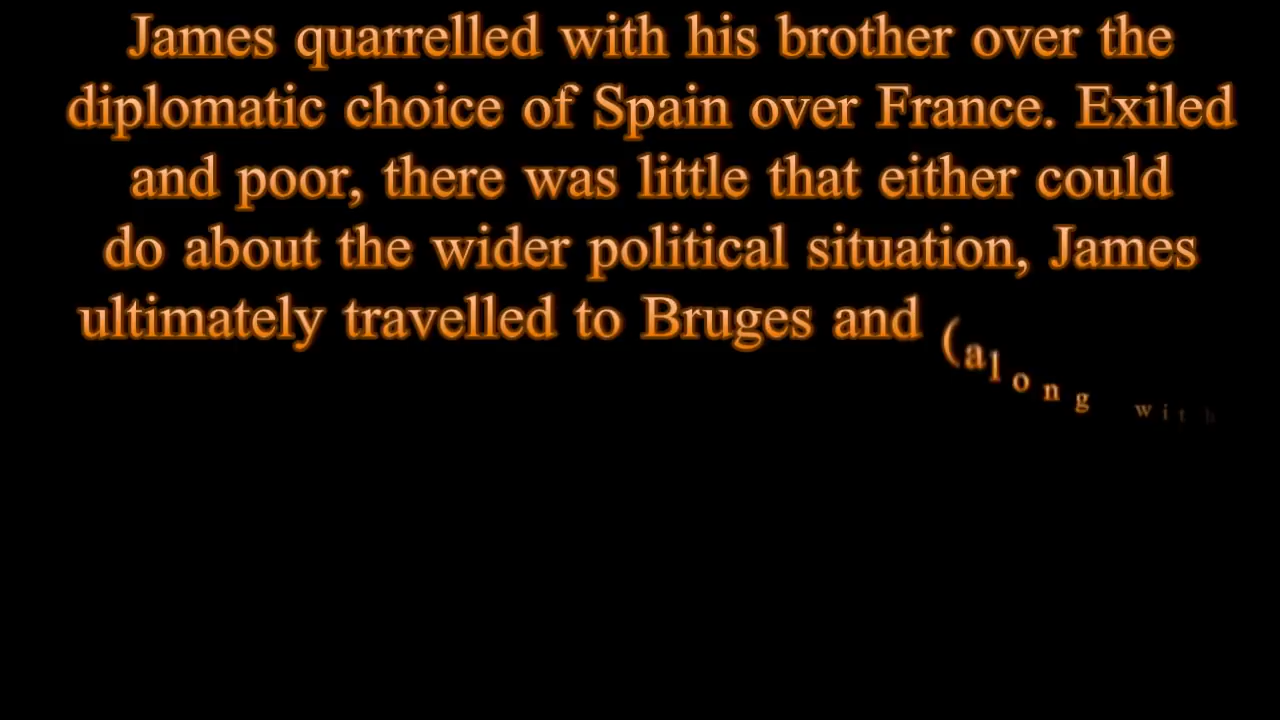 James quarrelled with his brother over the
diplomatic choice of Spain over France. Exiled
and poor, there was little that either could
do about the wider political situation, James
ultimately travelled to Bruges and (along with